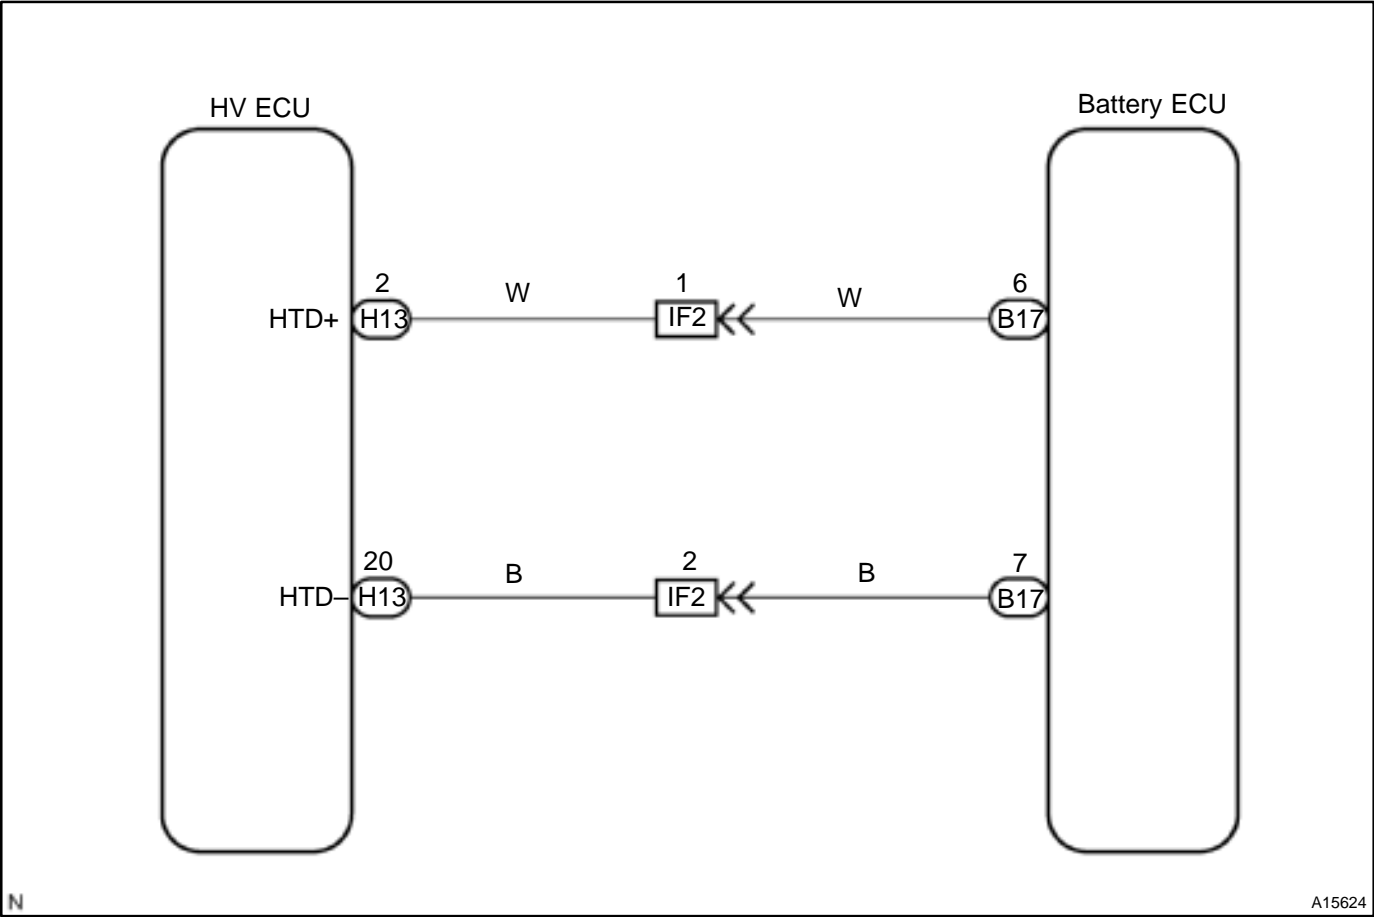 HV ECU
Battery ECU
2
W
1
W
6
HTD+
H13
IF2
B17
20
B
2
B
7
HTD–
H13
IF2
B17
N
A15624